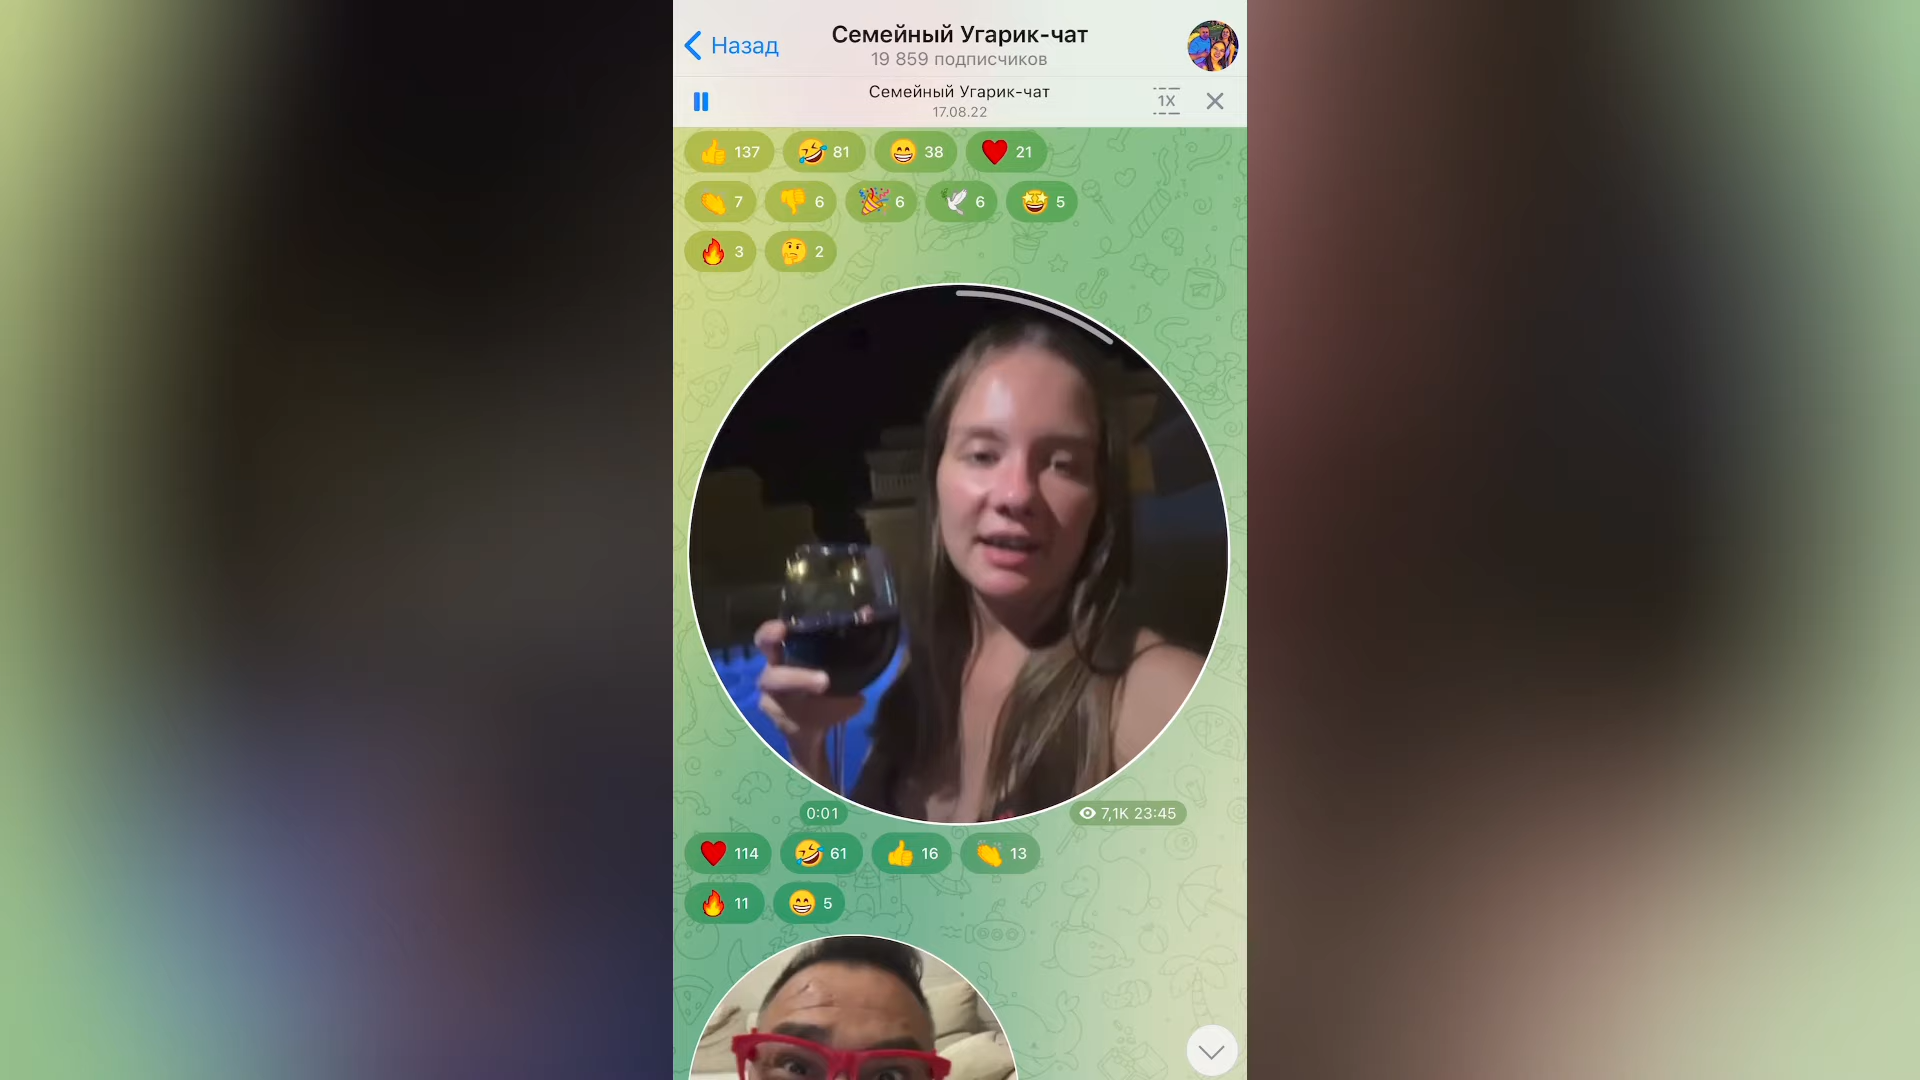 Назад
Семейный Угарик-чат
19 859 подписчиков
Семейный Угарик-чат
17.08.22
1X
137 81 38 21
7 6 6 6 5
3 2
0:01
7,1K 23:45
114 61 16 13
11 5